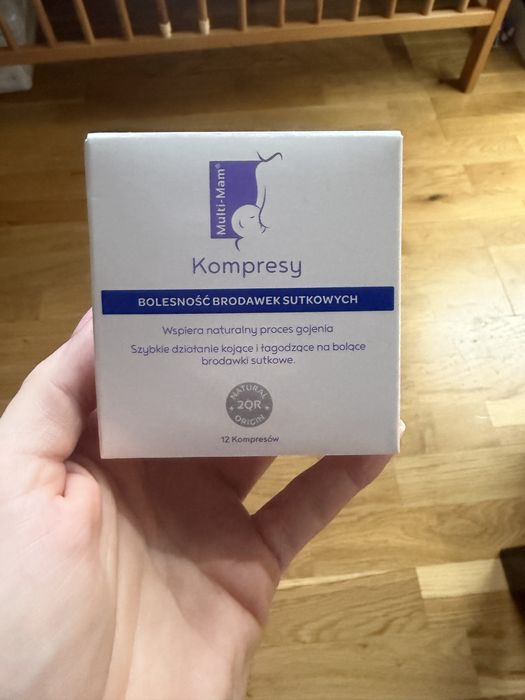 Multi-Mam®
Kompresy
BOLESNOŚĆ BRODAWEK SUTKOWYCH
Wspiera naturalny proces gojenia
Szybkie działanie kojące i łagodzące na bolące
brodawki sutkowe.
NATURAL
2QR
ORIGIN
12 Kompresów